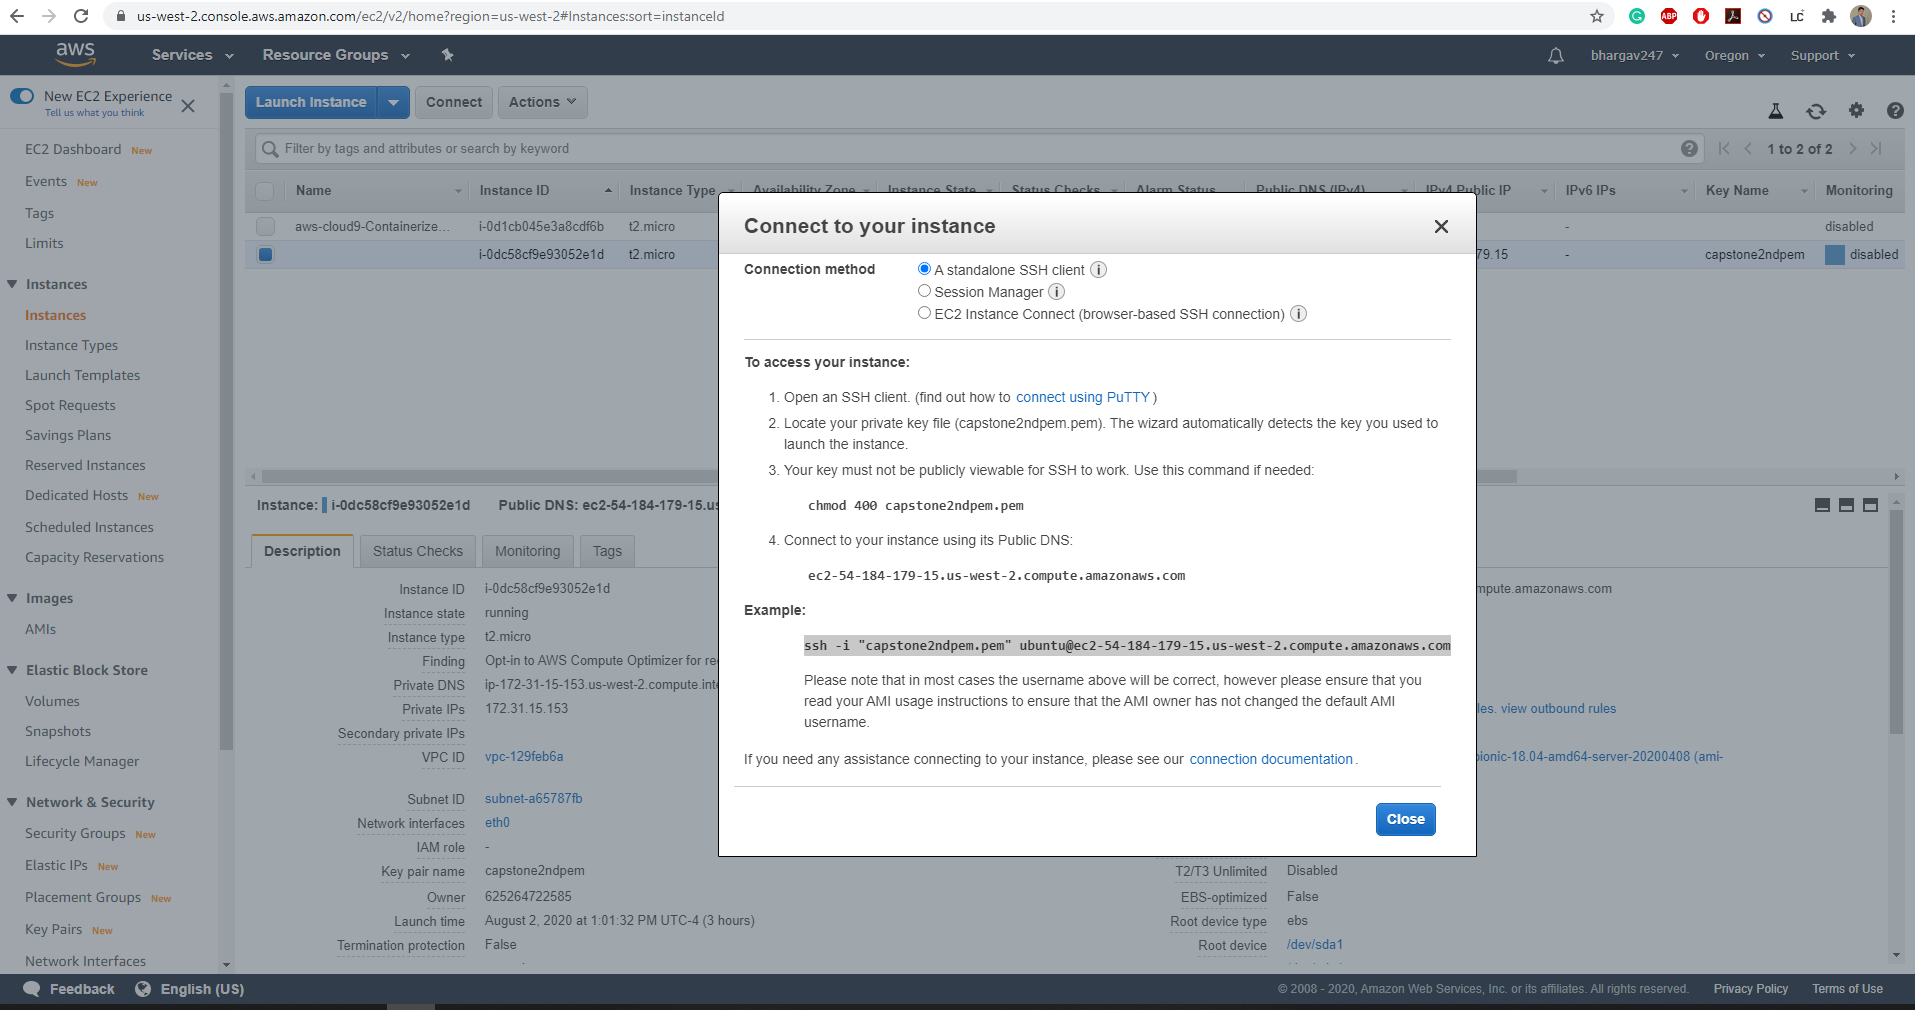 us-west-2.console.aws.amazon.com/ec2/v2/home?region=us-west-2#Instances:sort=instanceId
ABP
LC
aws
Services
Resource Groups
bhargav247
Oregon
Support
New EC2 Experience
Tell us what you think
EC2 Dashboard New
Events New
Tags
Limits
Instances
Instances
Instance Types
Launch Templates
Spot Requests
Savings Plans
Reserved Instances
Dedicated Hosts New
Scheduled Instances
Capacity Reservations
Images
AMIs
Elastic Block Store
Volumes
Snapshots
Lifecycle Manager
Network & Security
Security Groups New
Elastic IPs New
Placement Groups New
Key Pairs New
Network Interfaces
Launch Instance
Connect
Actions
Filter by tags and attributes or search by keyword
1 to 2 of 2
Name Instance ID Instance Type Availability Zone Instance State Status Checks Alarm Status Public DNS (IPv4) IPv4 Public IP IPv6 IPs Key Name Monitoring
aws-cloud9-Containerize... i-0d1cb045e3a8cdf6b t2.micro - disabled
i-0dc58cf9e93052e1d t2.micro 79.15 - capstone2ndpem disabled
Instance: i-0dc58cf9e93052e1d Public DNS: ec2-54-184-179-15.us
Description
Status Checks
Monitoring
Tags
Instance ID i-0dc58cf9e93052e1d
Instance state running
Instance type t2.micro
Finding Opt-in to AWS Compute Optimizer for re
Private DNS ip-172-31-15-153.us-west-2.compute.inte
Private IPs 172.31.15.153
Secondary private IPs
VPC ID vpc-129feb6a
Subnet ID subnet-a65787fb
Network interfaces eth0
IAM role -
Key pair name capstone2ndpem
Owner 625264722585
Launch time August 2, 2020 at 1:01:32 PM UTC-4 (3 hours)
Termination protection False
mpute.amazonaws.com
les. view outbound rules
bionic-18.04-amd64-server-20200408 (ami-
T2/T3 Unlimited Disabled
EBS-optimized False
Root device type ebs
Root device /dev/sda1
Connect to your instance
Connection method
A standalone SSH client
Session Manager
EC2 Instance Connect (browser-based SSH connection)
To access your instance:
1. Open an SSH client. (find out how to connect using PuTTY)
2. Locate your private key file (capstone2ndpem.pem). The wizard automatically detects the key you used to
launch the instance.
3. Your key must not be publicly viewable for SSH to work. Use this command if needed:
chmod 400 capstone2ndpem.pem
4. Connect to your instance using its Public DNS:
ec2-54-184-179-15.us-west-2.compute.amazonaws.com
Example:
ssh -i "capstone2ndpem.pem" ubuntu@ec2-54-184-179-15.us-west-2.compute.amazonaws.com
Please note that in most cases the username above will be correct, however please ensure that you
read your AMI usage instructions to ensure that the AMI owner has not changed the default AMI
username.
If you need any assistance connecting to your instance, please see our connection documentation.
Close
Feedback
English (US)
© 2008 - 2020, Amazon Web Services, Inc. or its affiliates. All rights reserved.
Privacy Policy
Terms of Use